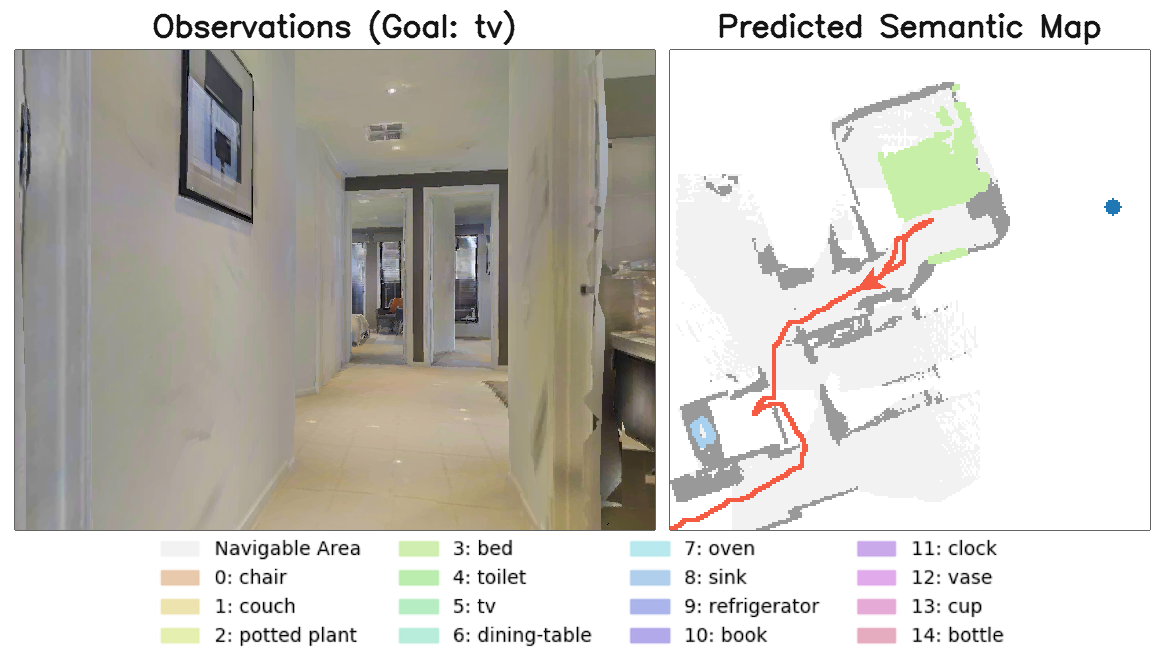 Observations (Goal: tv)
Predicted Semantic Map
Navigable Area
0: chair
1: couch
2: potted plant
3: bed
4: toilet
5: tv
6: dining-table
7: oven
8: sink
9: refrigerator
10: book
11: clock
12: vase
13: cup
14: bottle